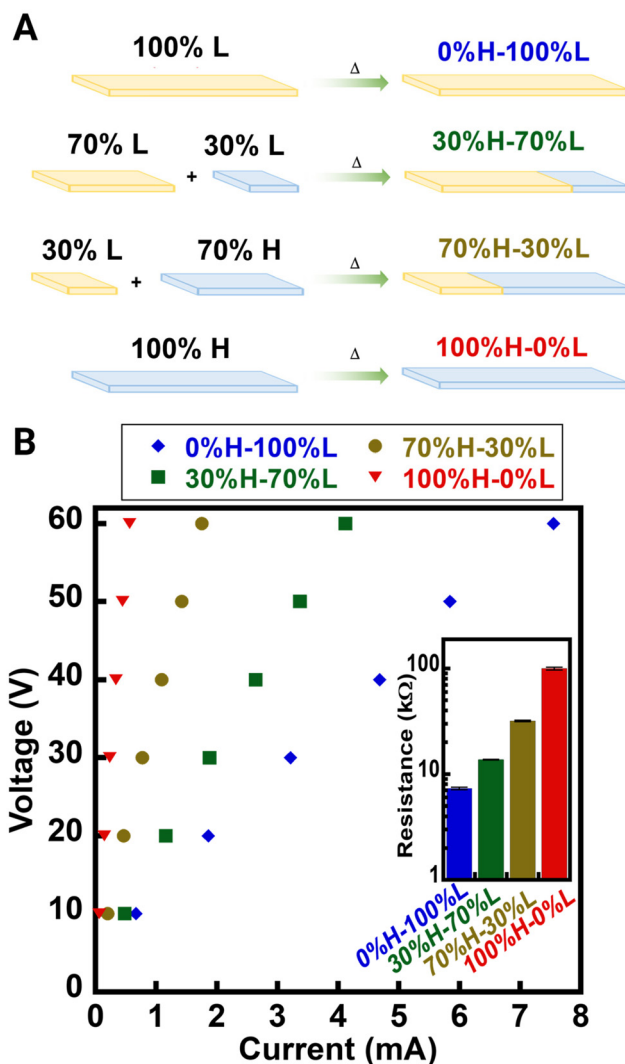 A
100% L
Δ
0%H-100%L
70% L + 30% L
Δ
30%H-70%L
30% L + 70% H
Δ
70%H-30%L
100% H
Δ
100%H-0%L
B
0%H-100%L
70%H-30%L
30%H-70%L
100%H-0%L
Voltage (V)
60
50
40
30
20
10
0
0 1 2 3 4 5 6 7 8
Current (mA)
Resistance (kΩ)
100
10
1
0%H-100%L
30%H-70%L
70%H-30%L
100%H-0%L